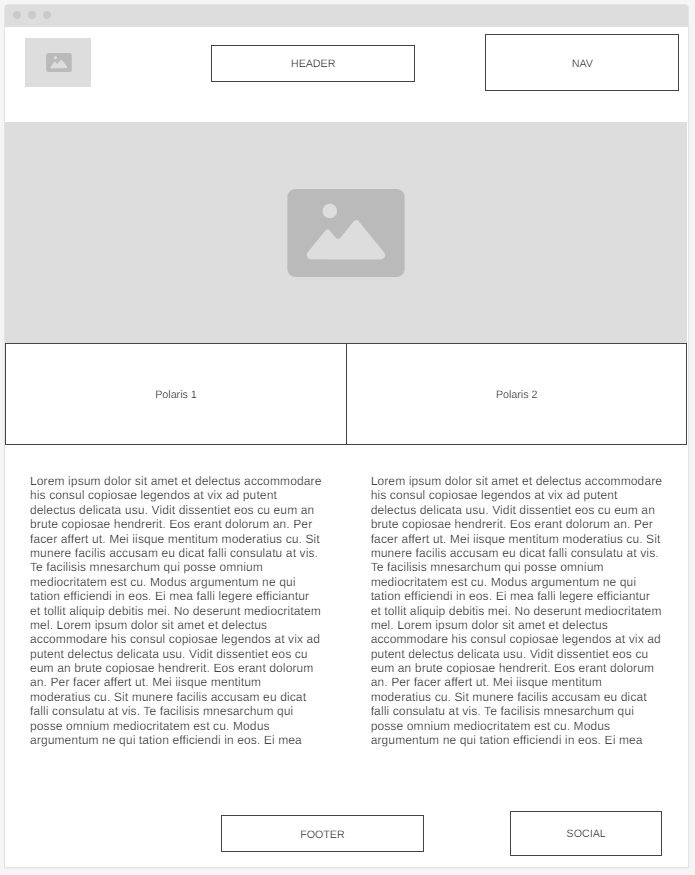 HEADER
NAV
Polaris 1
Polaris 2
Lorem ipsum dolor sit amet et delectus accommodare
his consul copiosae legendos at vix ad putent
delectus delicata usu. Vidit dissentiet eos cu eum an
brute copiosae hendrerit. Eos erant dolorum an. Per
facer affert ut. Mei iisque mentitum moderatius cu. Sit
munere facilis accusam eu dicat falli consulatu at vis.
Te facilisis mnesarchum qui posse omnium
mediocritatem est cu. Modus argumentum ne qui
tation efficiendi in eos. Ei mea falli legere efficiantur
et tollit aliquip debitis mei. No deserunt mediocritatem
mel. Lorem ipsum dolor sit amet et delectus
accommodare his consul copiosae legendos at vix ad
putent delectus delicata usu. Vidit dissentiet eos cu
eum an brute copiosae hendrerit. Eos erant dolorum
an. Per facer affert ut. Mei iisque mentitum
moderatius cu. Sit munere facilis accusam eu dicat
falli consulatu at vis. Te facilisis mnesarchum qui
posse omnium mediocritatem est cu. Modus
argumentum ne qui tation efficiendi in eos. Ei mea
Lorem ipsum dolor sit amet et delectus accommodare
his consul copiosae legendos at vix ad putent
delectus delicata usu. Vidit dissentiet eos cu eum an
brute copiosae hendrerit. Eos erant dolorum an. Per
facer affert ut. Mei iisque mentitum moderatius cu. Sit
munere facilis accusam eu dicat falli consulatu at vis.
Te facilisis mnesarchum qui posse omnium
mediocritatem est cu. Modus argumentum ne qui
tation efficiendi in eos. Ei mea falli legere efficiantur
et tollit aliquip debitis mei. No deserunt mediocritatem
mel. Lorem ipsum dolor sit amet et delectus
accommodare his consul copiosae legendos at vix ad
putent delectus delicata usu. Vidit dissentiet eos cu
eum an brute copiosae hendrerit. Eos erant dolorum
an. Per facer affert ut. Mei iisque mentitum
moderatius cu. Sit munere facilis accusam eu dicat
falli consulatu at vis. Te facilisis mnesarchum qui
posse omnium mediocritatem est cu. Modus
argumentum ne qui tation efficiendi in eos. Ei mea
FOOTER
SOCIAL